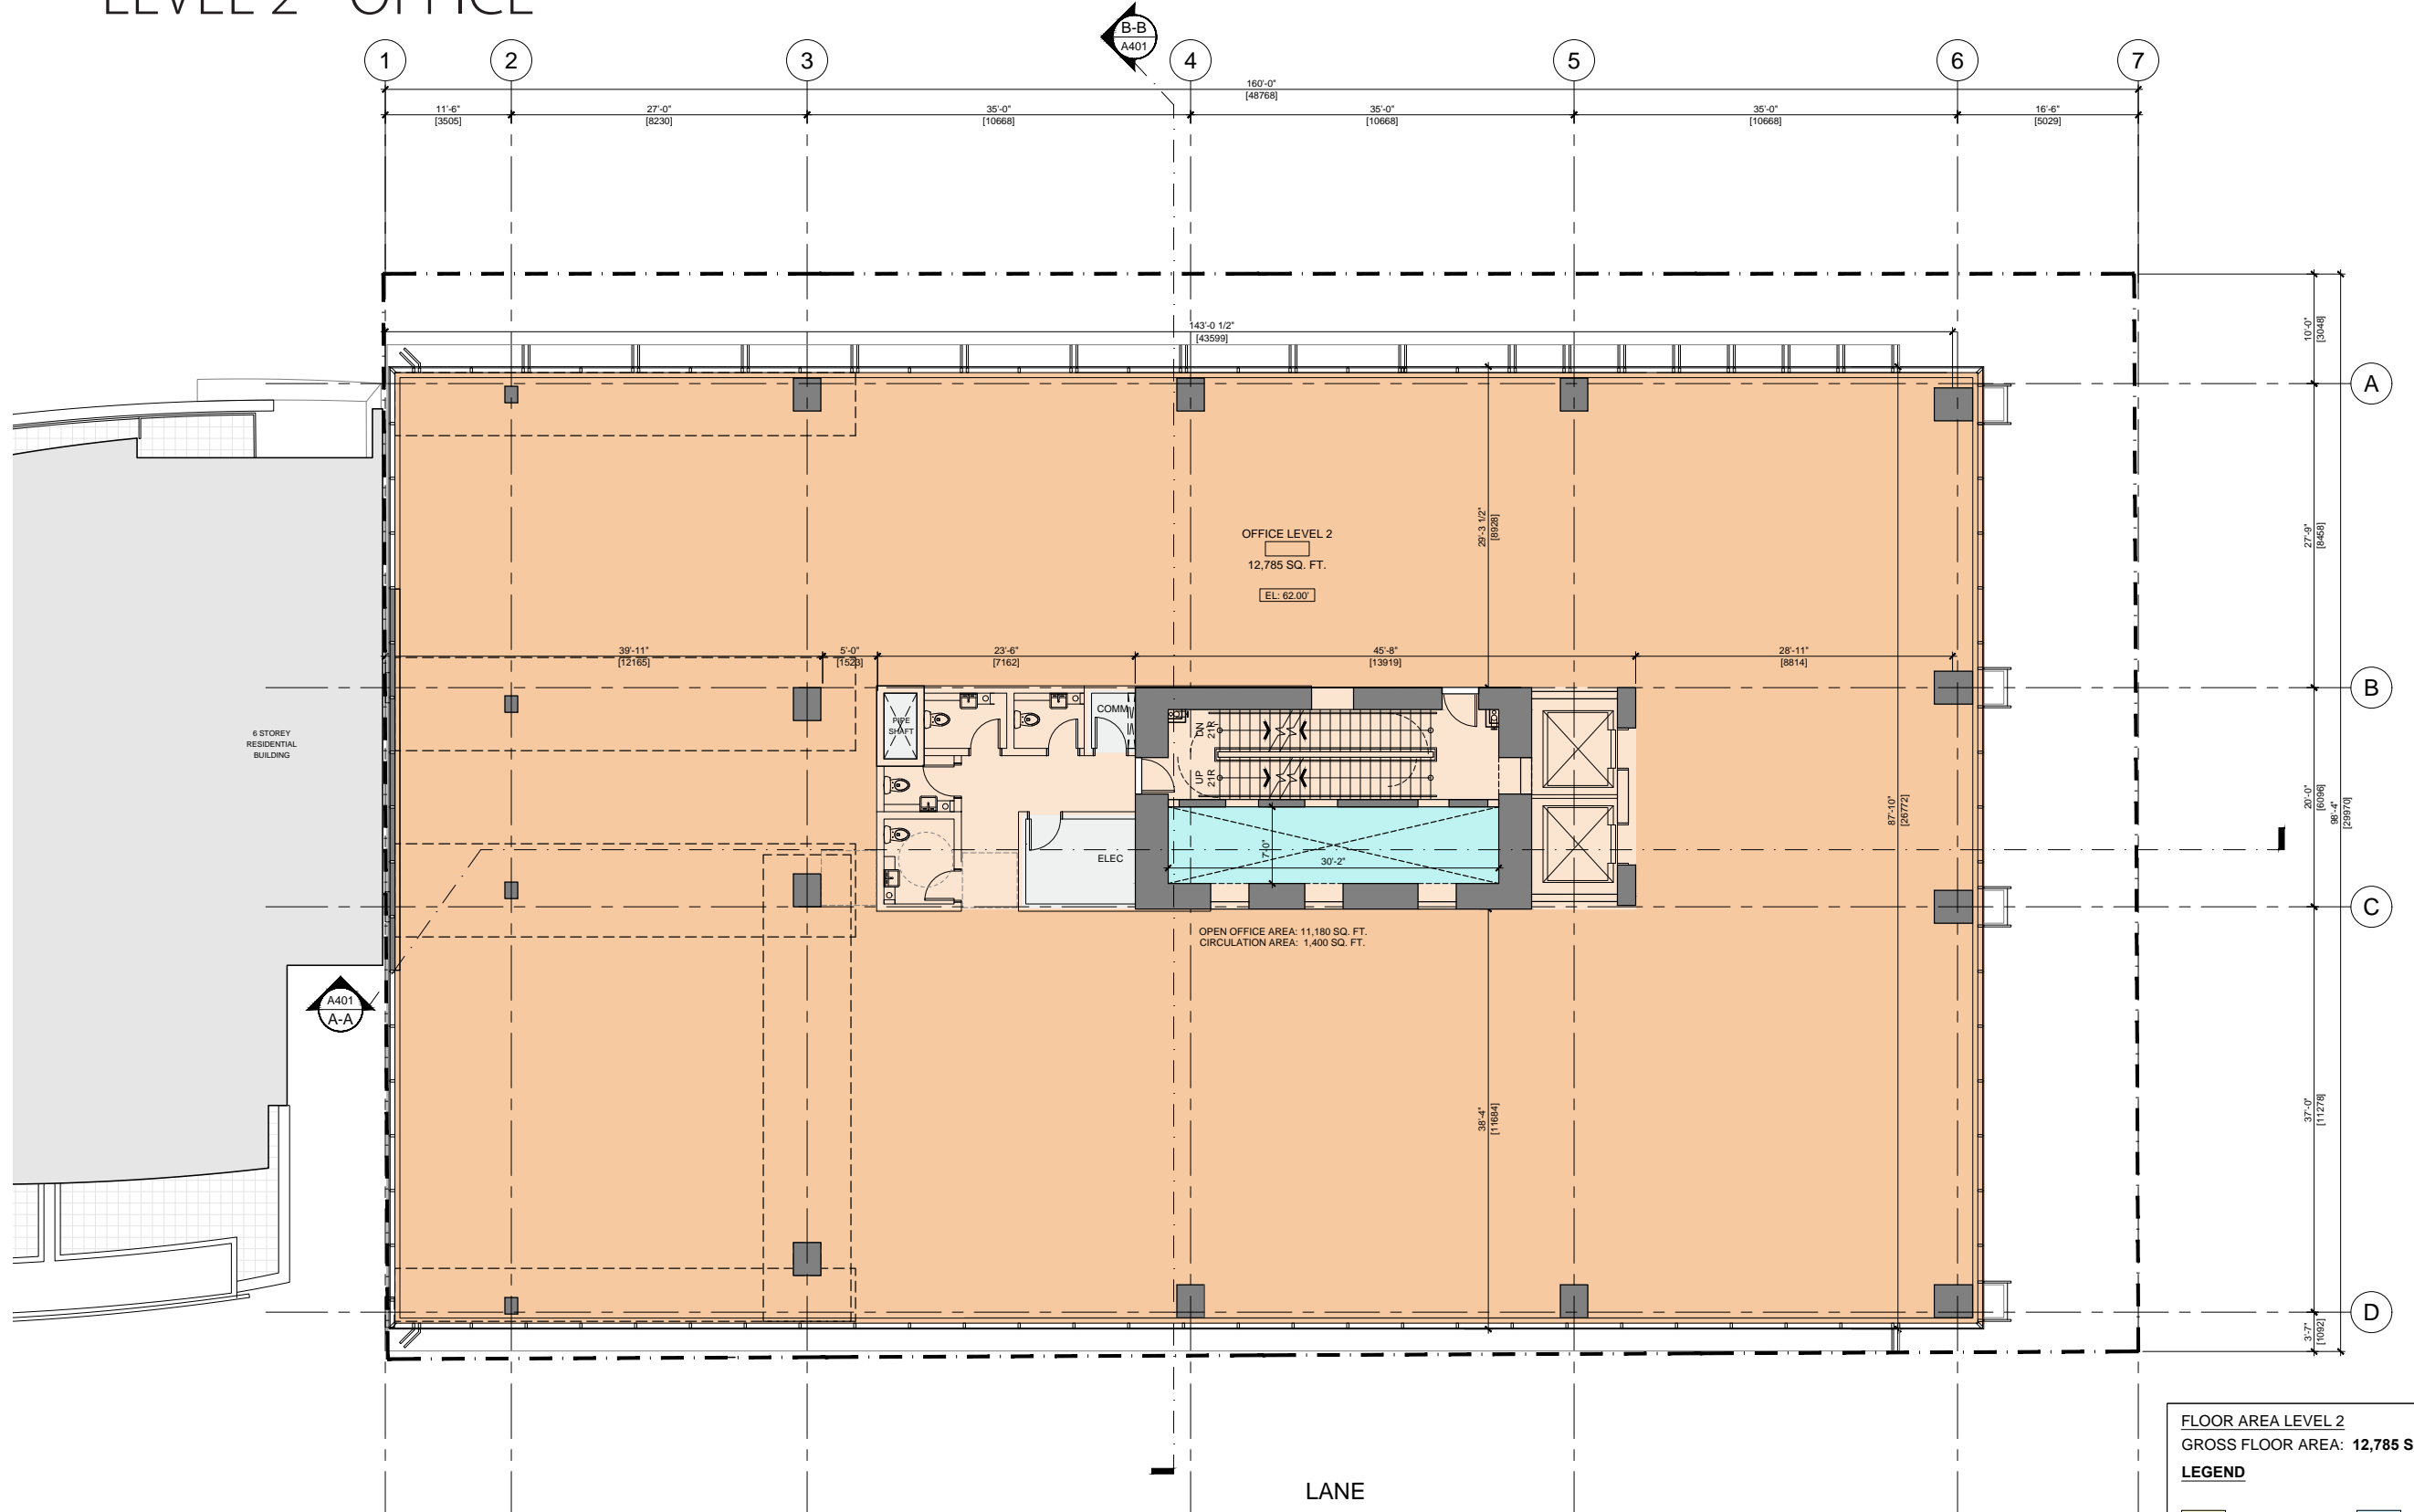 LEVEL 2 - OFFICE
B-B
A401
1
2
3
4
5
6
7
160'-0"
[48768]
11'-6"
[3505]
27'-0"
[8230]
35'-0"
[10668]
35'-0"
[10668]
35'-0"
[10668]
16'-6"
[5029]
143'-0 1/2"
[43599]
10'-0"
[3048]
A
27'-9"
[8458]
29'-3 1/2"
[8928]
OFFICE LEVEL 2
12,785 SQ. FT.
EL: 62.00'
39'-11"
[12165]
5'-0"
[1523]
23'-6"
[7162]
45'-8"
[13919]
28'-11"
[8814]
B
6 STOREY
RESIDENTIAL
BUILDING
PIPE
SHAFT
COMM
DN
21R
UP
21R
87'-10"
[26772]
20'-0"
[6096]
98'-4"
[29970]
ELEC
7'-0"
30'-2"
C
OPEN OFFICE AREA: 11,180 SQ. FT.
CIRCULATION AREA: 1,400 SQ. FT.
A401
A-A
38'-4"
[11684]
37'-0"
[11278]
D
3'-7"
[1092]
FLOOR AREA LEVEL 2
GROSS FLOOR AREA: 12,785 S
LEGEND
LANE